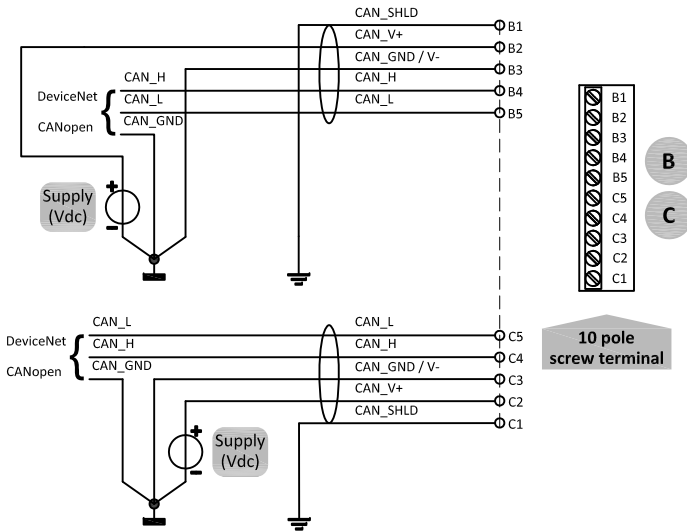 CAN_SHLD
B1
CAN_V+
B2
CAN_GND / V-
B3
CAN_H
CAN_H
B4
DeviceNet
CAN_L
CAN_L
B5
CANopen
CAN_GND
+
Supply
(Vdc)
-
B1
B2
B3
B4
B5
C5
C4
C3
C2
C1
B
C
10 pole
screw terminal
CAN_L
CAN_L
C5
DeviceNet
CAN_H
CAN_H
C4
CANopen
CAN_GND
CAN_GND / V-
C3
CAN_V+
C2
CAN_SHLD
C1
+
Supply
(Vdc)
-